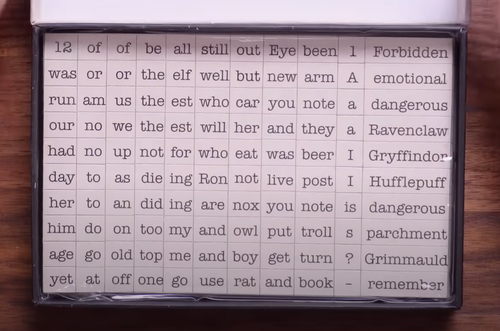 12 of of be all still out Eye been 1 Forbidden
was or or the elf well but new arm A emotional
run am us the est who car you note a dangerous
our no we the est will her and they a Ravenclaw
had no up not for who eat was beer I Gryffindor
day to as die ing Ron not live post I Hufflepuff
her to an did ing are nox you note is dangerous
him do on too my and owl put troll s parchment
age go old top me and boy get turn ? Grimmauld
yet at off one go use rat and book - remember